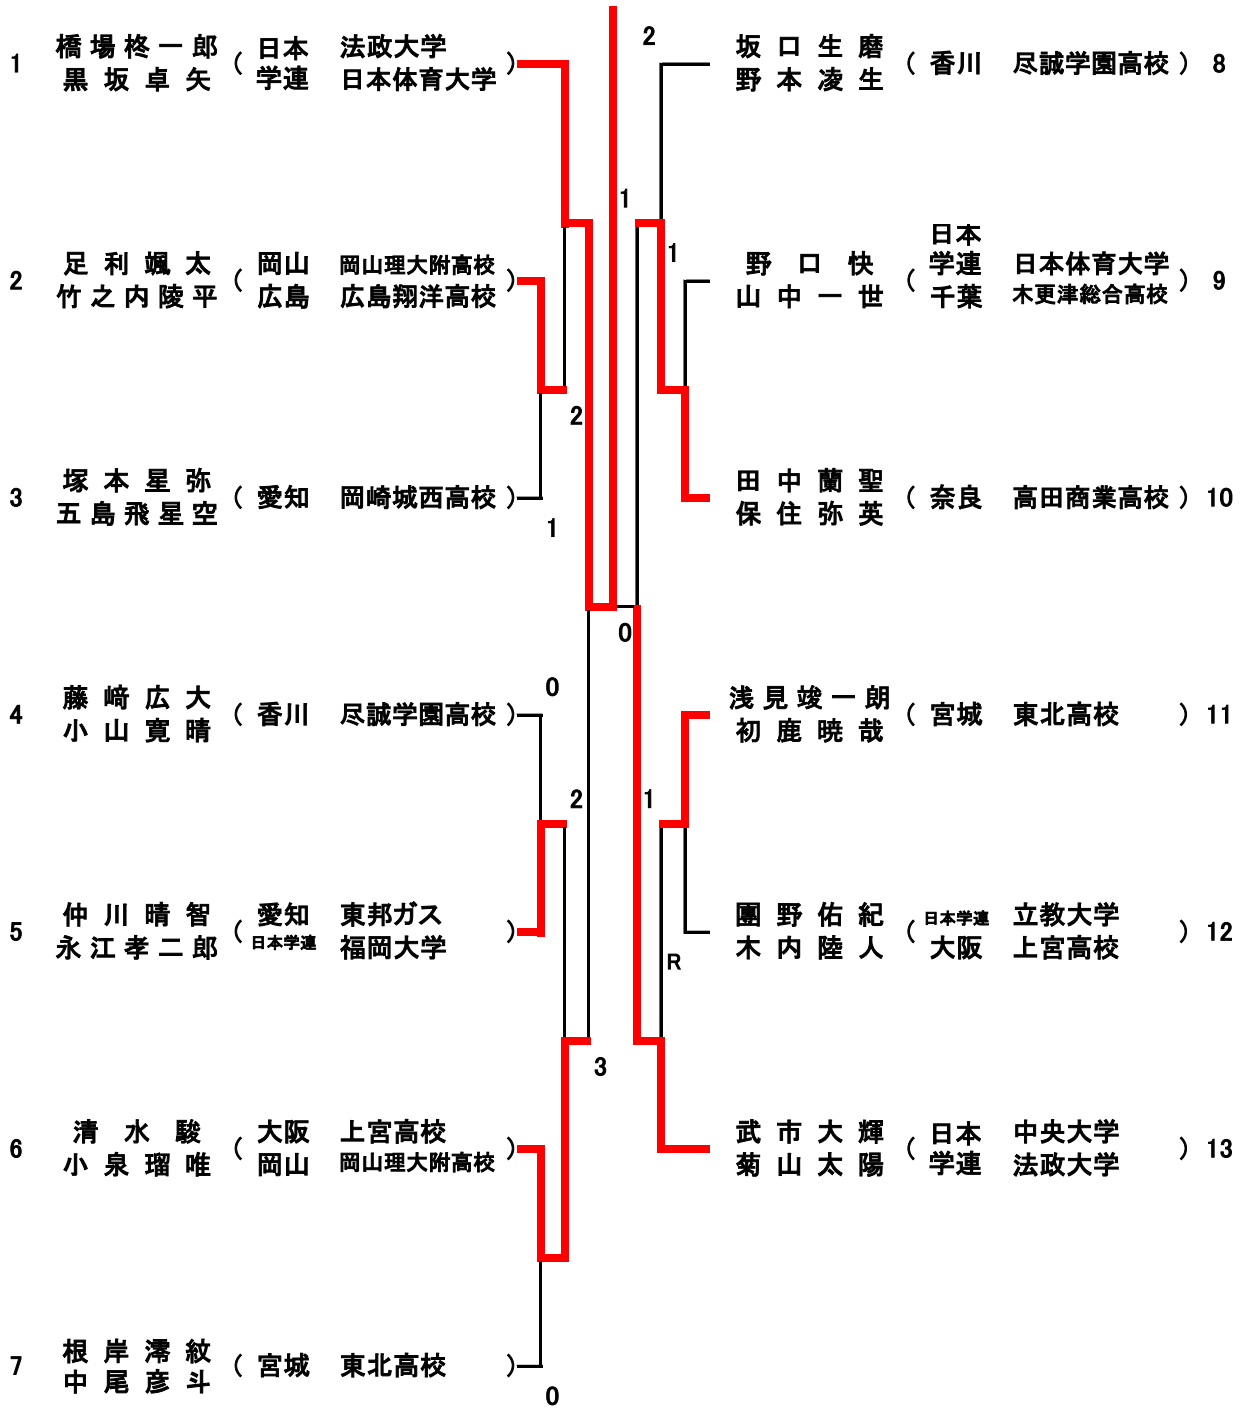 1 橋場柊一郎 ( 日本 法政大学 )
黒坂卓矢 学連 日本体育大学
2 足利颯太 ( 岡山 岡山理大附高校 )
竹之内陵平 広島 広島翔洋高校
2
3 塚本星弥 ( 愛知 岡崎城西高校 )
五島飛星空
1
0
4 藤﨑広大 ( 香川 尽誠学園高校 )
小山寛晴
2
5 仲川晴智 ( 愛知 東邦ガス )
永江孝二郎 日本学連 福岡大学
3
6 清水駿 ( 大阪 上宮高校 )
小泉瑠唯 岡山 岡山理大附高校
7 根岸澪紋 ( 宮城 東北高校 )
中尾彦斗
0
2
坂口生磨 ( 香川 尽誠学園高校 ) 8
野本凌生
1
1
野口快 ( 日本学連 日本体育大学 ) 9
山中一世 千葉 木更津総合高校
田中蘭聖 ( 奈良 高田商業高校 ) 10
保住弥英
0
浅見竣一朗 ( 宮城 東北高校 ) 11
初鹿暁哉
1
團野佑紀 ( 日本学連 立教大学 ) 12
木内陸人 大阪 上宮高校
R
武市大輝 ( 日本 中央大学 ) 13
菊山太陽 学連 法政大学